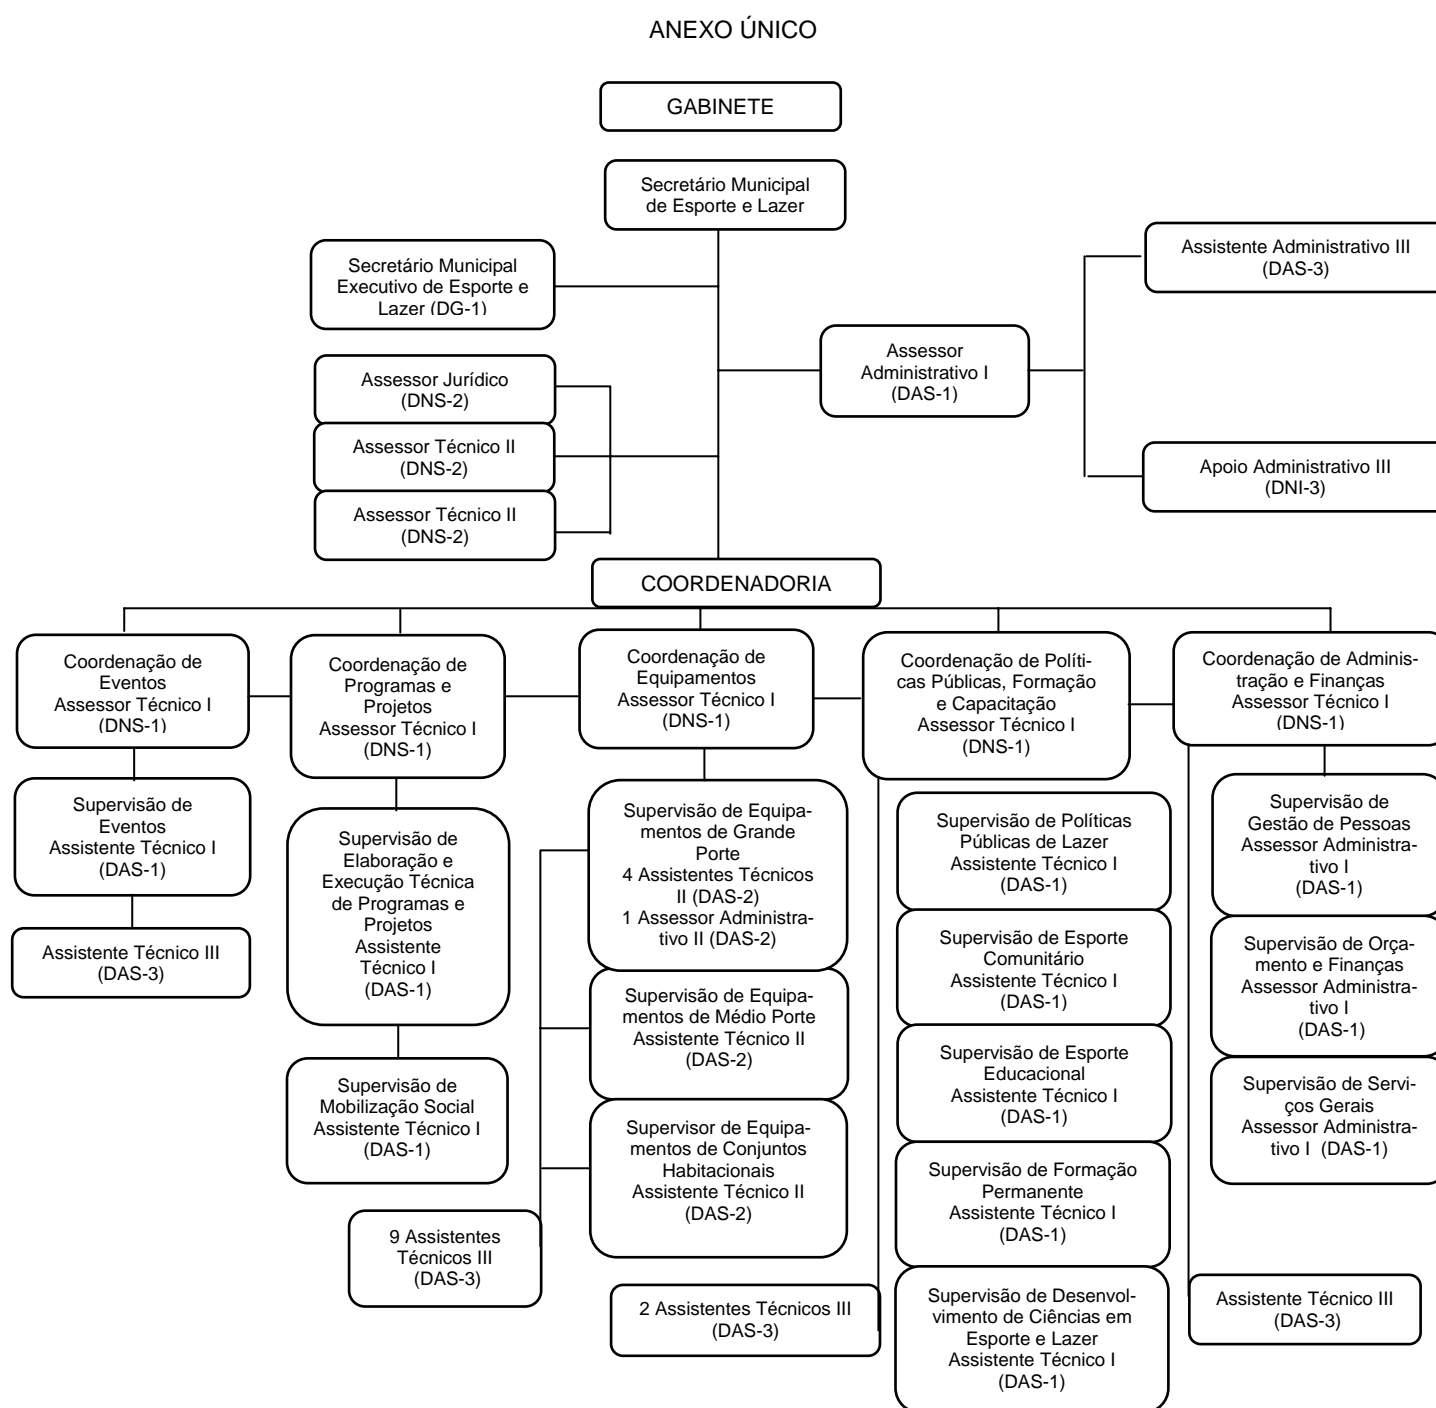 ANEXO ÚNICO
GABINETE
Secretário Municipal
de Esporte e Lazer
Secretário Municipal
Executivo de Esporte e
Lazer (DG-1)
Assistente Administrativo III
(DAS-3)
Assessor
Administrativo I
(DAS-1)
Assessor Jurídico
(DNS-2)
Assessor Técnico II
(DNS-2)
Assessor Técnico II
(DNS-2)
Apoio Administrativo III
(DNI-3)
COORDENADORIA
Coordenação de
Eventos
Assessor Técnico I
(DNS-1)
Coordenação de
Programas e
Projetos
Assessor Técnico I
(DNS-1)
Coordenação de
Equipamentos
Assessor Técnico I
(DNS-1)
Coordenação de Políti-
cas Públicas, Formação
e Capacitação
Assessor Técnico I
(DNS-1)
Coordenação de Adminis-
tração e Finanças
Assessor Técnico I
(DNS-1)
Supervisão de
Eventos
Assistente Técnico I
(DAS-1)
Assistente Técnico III
(DAS-3)
Supervisão de
Elaboração e
Execução Técnica
de Programas e
Projetos
Assistente
Técnico I
(DAS-1)
Supervisão de
Mobilização Social
Assistente Técnico I
(DAS-1)
Supervisão de Equipa-
mentos de Grande
Porte
4 Assistentes Técnicos
II (DAS-2)
1 Assessor Administra-
tivo II (DAS-2)
Supervisão de Equipa-
mentos de Médio Porte
Assistente Técnico II
(DAS-2)
Supervisor de Equipa-
mentos de Conjuntos
Habitacionais
Assistente Técnico II
(DAS-2)
9 Assistentes
Técnicos III
(DAS-3)
Supervisão de Políticas
Públicas de Lazer
Assistente Técnico I
(DAS-1)
Supervisão de Esporte
Comunitário
Assistente Técnico I
(DAS-1)
Supervisão de Esporte
Educacional
Assistente Técnico I
(DAS-1)
Supervisão de Formação
Permanente
Assistente Técnico I
(DAS-1)
Supervisão de Desenvol-
vimento de Ciências em
Esporte e Lazer
Assistente Técnico I
(DAS-1)
2 Assistentes Técnicos III
(DAS-3)
Supervisão de
Gestão de Pessoas
Assessor Administra-
tivo I
(DAS-1)
Supervisão de Orça-
mento e Finanças
Assessor Administra-
tivo I
(DAS-1)
Supervisão de Servi-
ços Gerais
Assessor Administra-
tivo I (DAS-1)
Assistente Técnico III
(DAS-3)